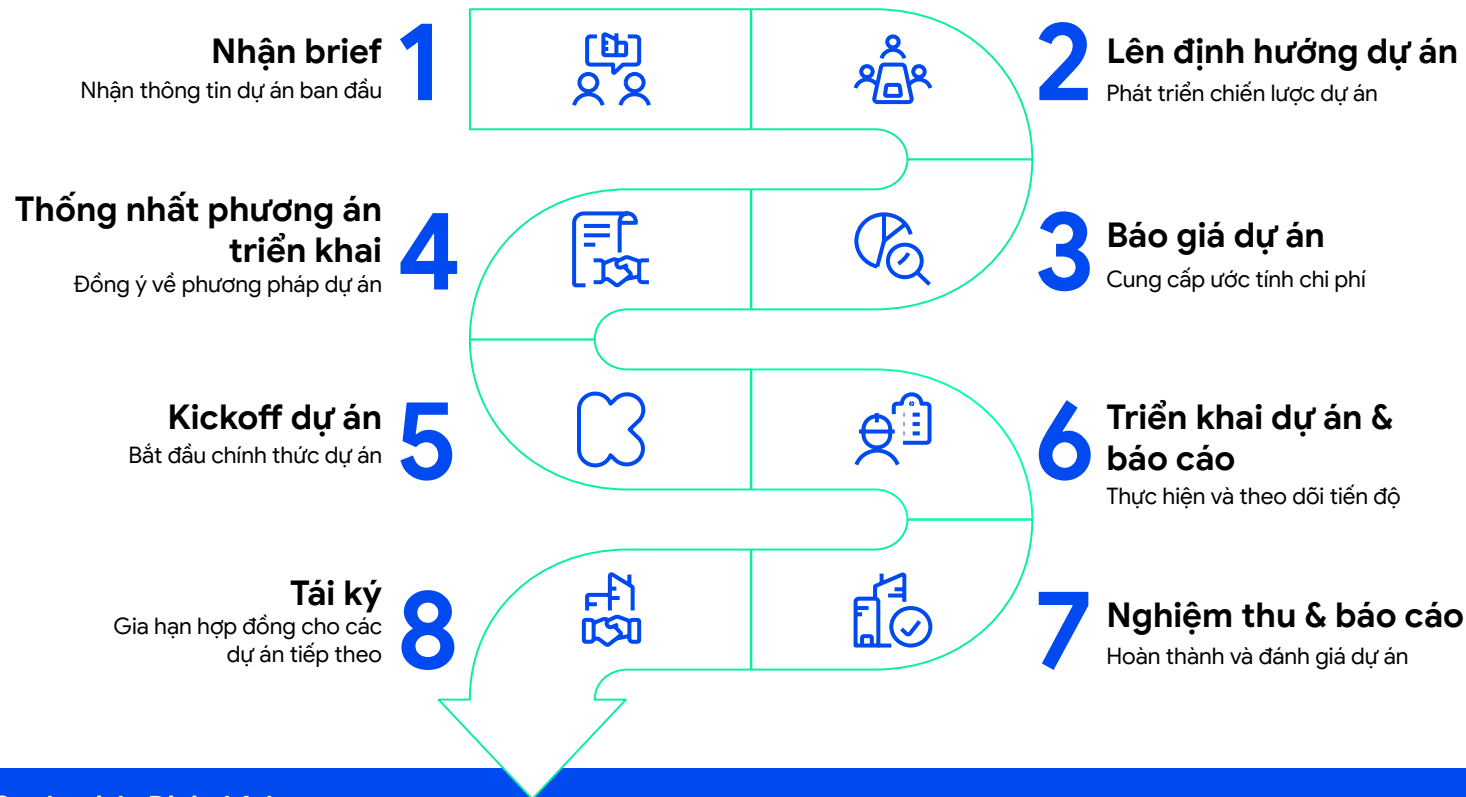 1
Nhận brief
Nhận thông tin dự án ban đầu
2
Lên định hướng dự án
Phát triển chiến lược dự án
3
Báo giá dự án
Cung cấp ước tính chi phí
4
Thống nhất phương án
triển khai
Đồng ý về phương pháp dự án
5
Kickoff dự án
Bắt đầu chính thức dự án
6
Triển khai dự án &
báo cáo
Thực hiện và theo dõi tiến độ
7
Nghiệm thu & báo cáo
Hoàn thành và đánh giá dự án
8
Tái ký
Gia hạn hợp đồng cho các
dự án tiếp theo